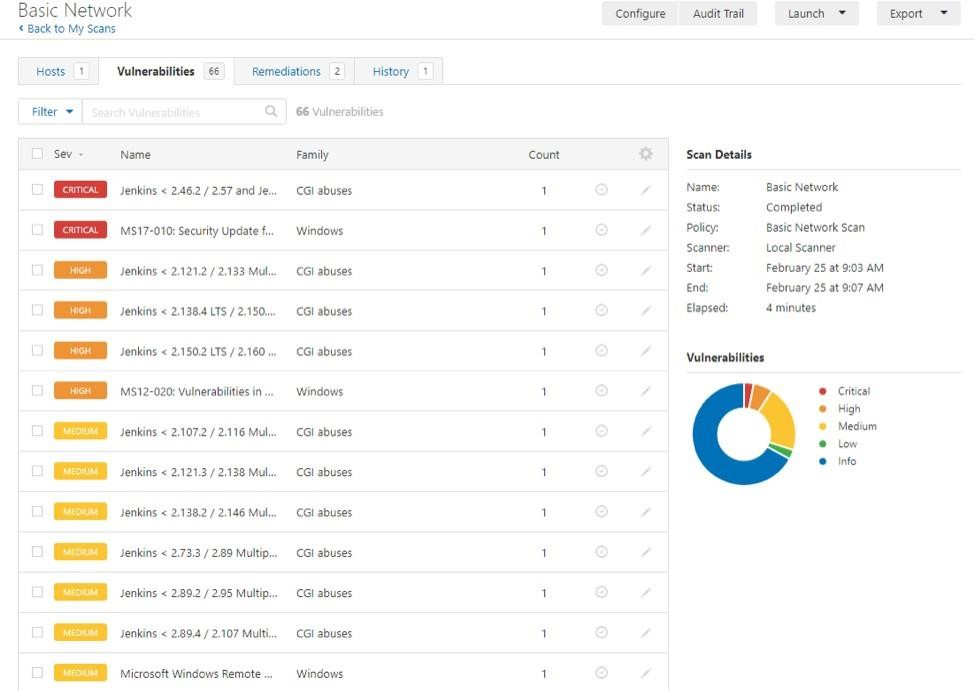 Basic Network
Back to My Scans
Configure Audit Trail Launch Export
Hosts 1 Vulnerabilities 66 Remediations 2 History 1
Filter Search Vulnerabilities 66 Vulnerabilities
Sev Name Family Count
CRITICAL Jenkins < 2.46.2 / 2.57 and Je... CGI abuses 1
CRITICAL MS17-010: Security Update f... Windows 1
HIGH Jenkins < 2.121.2 / 2.133 Mul... CGI abuses 1
HIGH Jenkins < 2.138.4 LTS / 2.150.... CGI abuses 1
HIGH Jenkins < 2.150.2 LTS / 2.160 ... CGI abuses 1
HIGH MS12-020: Vulnerabilities in ... Windows 1
MEDIUM Jenkins < 2.107.2 / 2.116 Mul... CGI abuses 1
MEDIUM Jenkins < 2.121.3 / 2.138 Mul... CGI abuses 1
MEDIUM Jenkins < 2.138.2 / 2.146 Mul... CGI abuses 1
MEDIUM Jenkins < 2.73.3 / 2.89 Multip... CGI abuses 1
MEDIUM Jenkins < 2.89.2 / 2.95 Multip... CGI abuses 1
MEDIUM Jenkins < 2.89.4 / 2.107 Multi... CGI abuses 1
MEDIUM Microsoft Windows Remote ... Windows 1
Scan Details
Name: Basic Network
Status: Completed
Policy: Basic Network Scan
Scanner: Local Scanner
Start: February 25 at 9:03 AM
End: February 25 at 9:07 AM
Elapsed: 4 minutes
Vulnerabilities
Critical
High
Medium
Low
Info